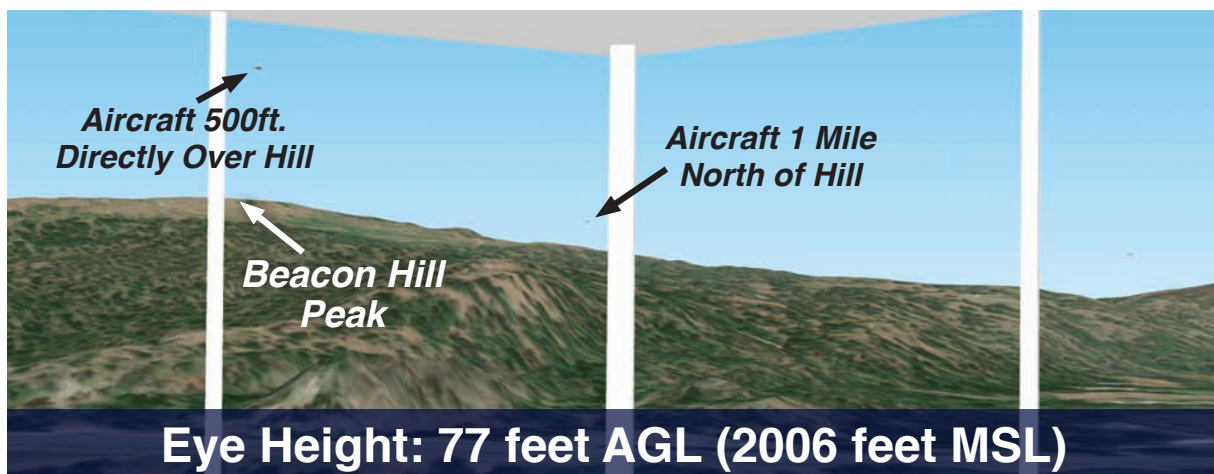 Aircraft 500ft.
Directly Over Hill
Aircraft 1 Mile
North of Hill
Beacon Hill
Peak
Eye Height: 77 feet AGL (2006 feet MSL)